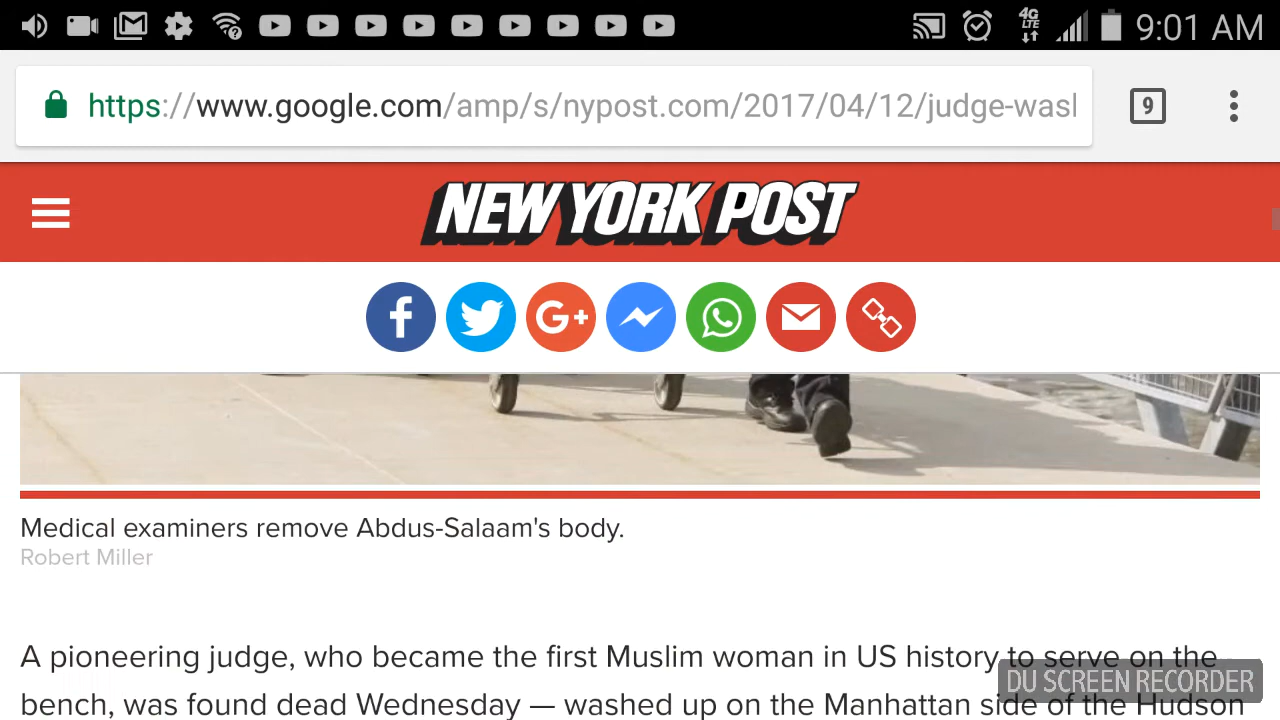 9:01 AM
4G
LTE
https://www.google.com/amp/s/nypost.com/2017/04/12/judge-wasl
9
NEW YORK POST
Medical examiners remove Abdus-Salaam's body.
Robert Miller
A pioneering judge, who became the first Muslim woman in US history to serve on the
DU SCREEN RECORDER
bench, was found dead Wednesday — washed up on the Manhattan side of the Hudson